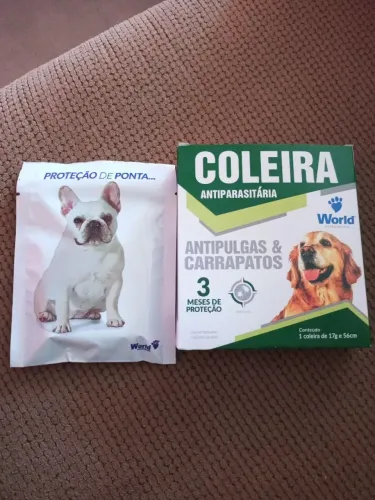 PROTEÇÃO DE PONTA...
World
COLEIRA
ANTIPARASITÁRIA
World
ANTIPULGAS &
CARRAPATOS
3
MESES DE
PROTEÇÃO
Conteúdo
1 coleira de 17g e 56cm